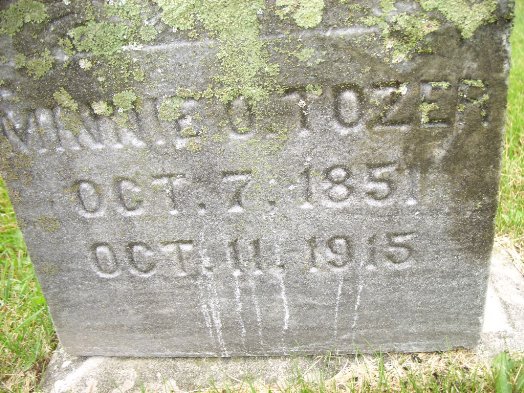 MINNIE O. TOZER
OCT. 7. 1851
OCT. 11. 1915